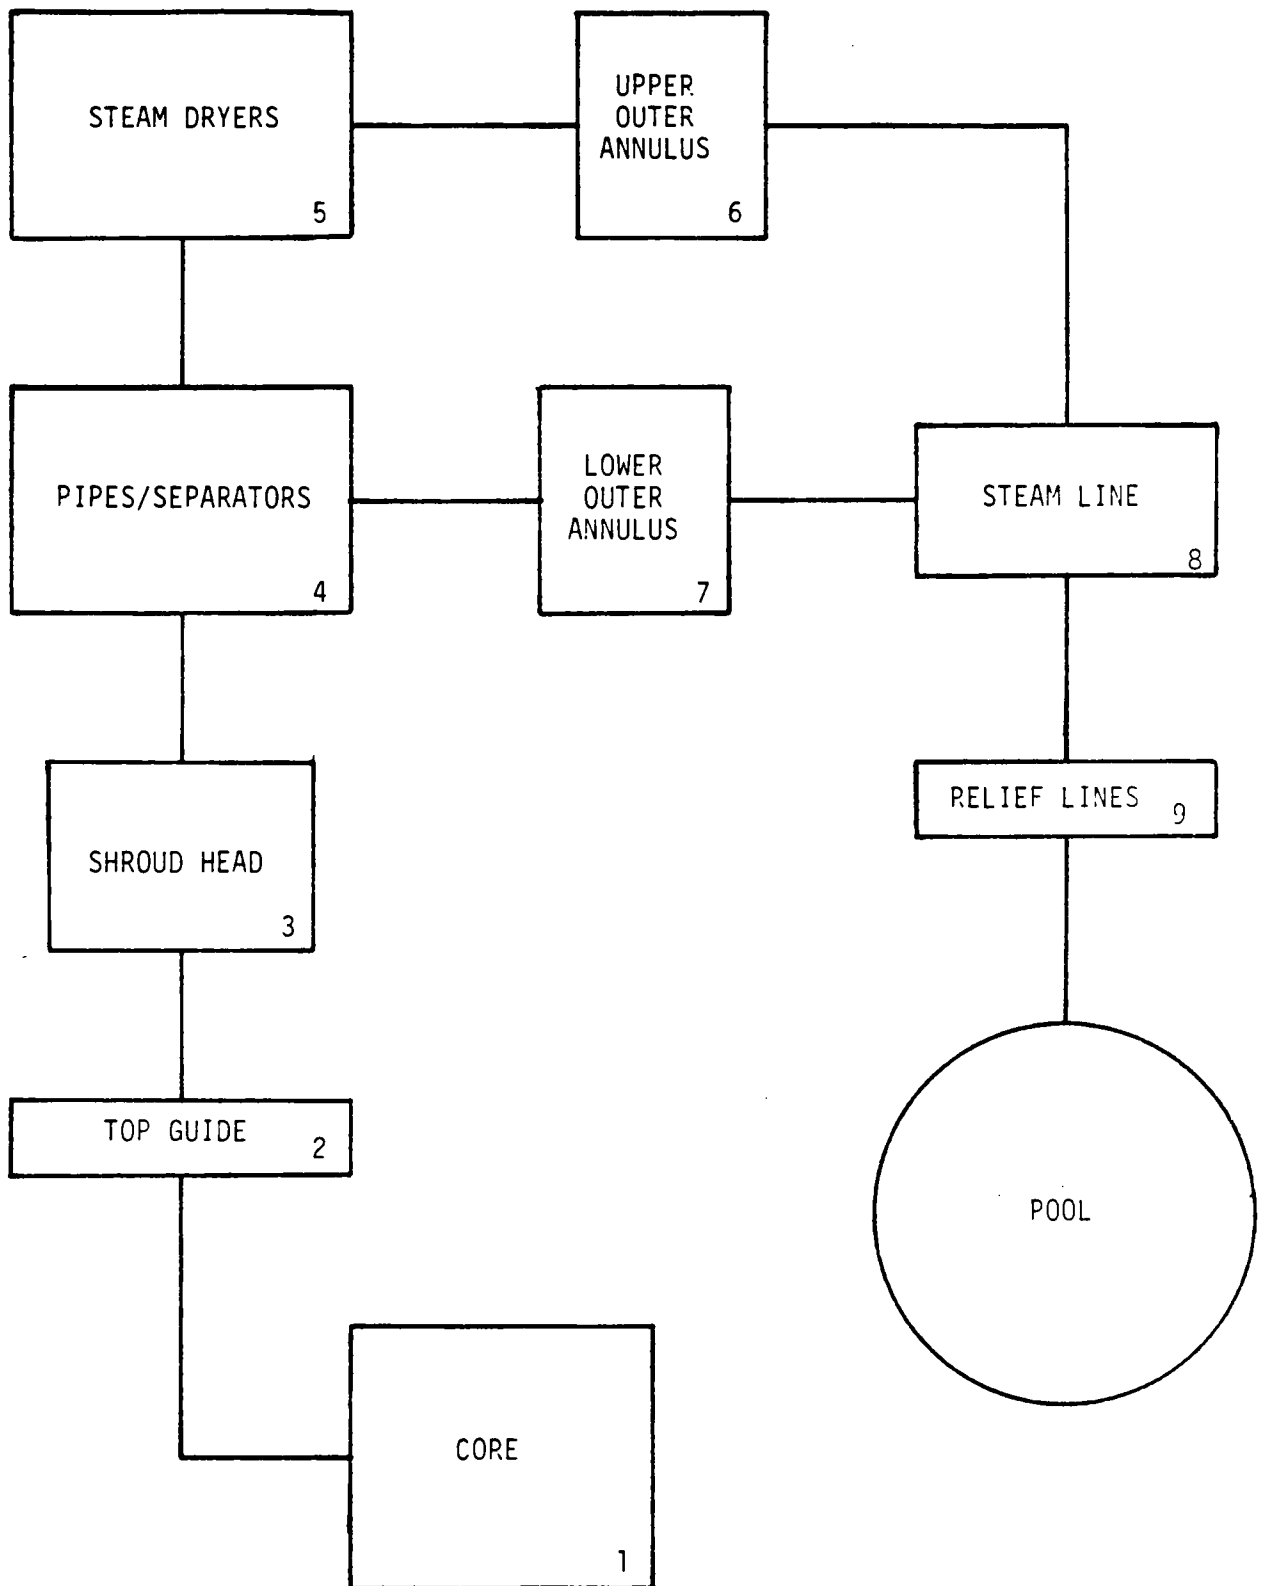 STEAM DRYERS
5
UPPER
OUTER
ANNULUS
6
PIPES/SEPARATORS
4
LOWER
OUTER
ANNULUS
7
STEAM LINE
8
SHROUD HEAD
3
RELIEF LINES
9
TOP GUIDE
2
POOL
CORE
1